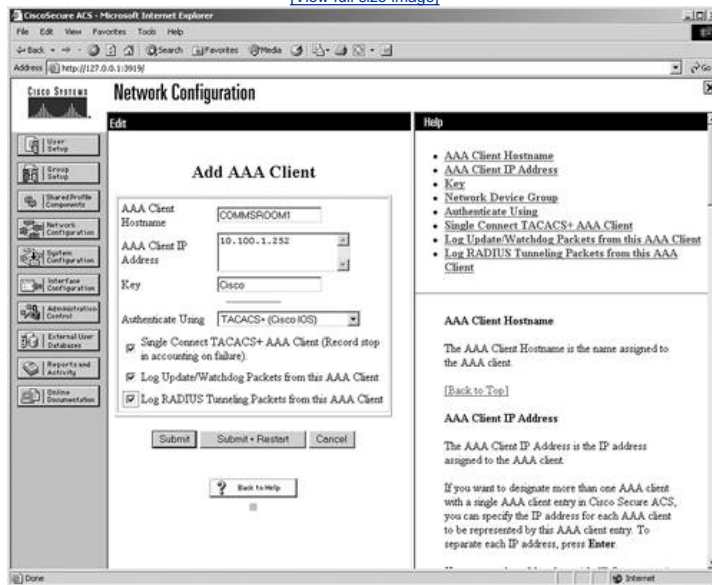 [View full size image]
CiscoSecure ACS - Microsoft Internet Explorer
File Edit View Favorites Tools Help
Back Search Favorites Media
Address http://127.0.0.1:3919/ Go
CISCO SYSTEMS
Network Configuration
Edit
Help
User Setup
Group Setup
Shared Profile Components
Network Configuration
System Configuration
Interface Configuration
Administration Control
External User Databases
Reports and Activity
Online Documentation
Add AAA Client
AAA Client Hostname
COMMSROOM1
AAA Client IP Address
10.100.1.252
Key
Cisco
Authenticate Using
TACACS+ (Cisco IOS)
Single Connect TACACS+ AAA Client (Record stop
in accounting on failure).
Log Update/Watchdog Packets from this AAA Client
Log RADIUS Tunneling Packets from this AAA Client
Submit Submit + Restart Cancel
Back to Help
AAA Client Hostname
AAA Client IP Address
Key
Network Device Group
Authenticate Using
Single Connect TACACS+ AAA Client
Log Update/Watchdog Packets from this AAA Client
Log RADIUS Tunneling Packets from this AAA
Client
AAA Client Hostname
The AAA Client Hostname is the name assigned to
the AAA client.
[Back to Top]
AAA Client IP Address
The AAA Client IP Address is the IP address
assigned to the AAA client.
If you want to designate more than one AAA client
with a single AAA client entry in Cisco Secure ACS,
you can specify the IP address for each AAA client
to be represented by this AAA client entry. To
separate each IP address, press Enter.
Done
Internet